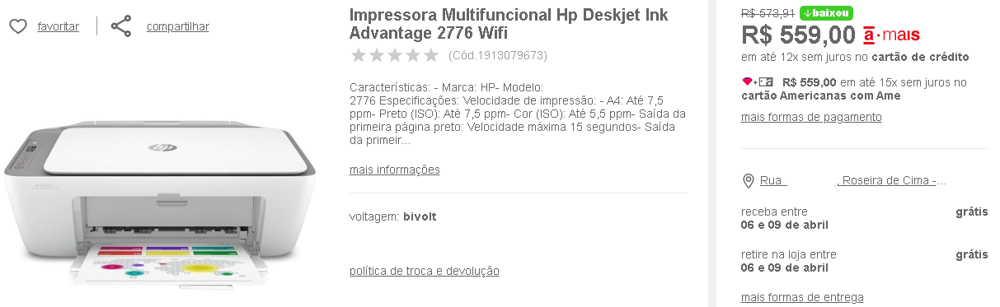 favoritar
compartilhar
Impressora Multifuncional Hp Deskjet Ink
Advantage 2776 Wifi
(Cód.1913079673)
Características: - Marca: HP- Modelo:
2776 Especificações: Velocidade de impressão: - A4: Até 7,5
ppm- Preto (ISO): Até 7,5 ppm- Cor (ISO): Até 5,5 ppm- Saída da
primeira página preto: Velocidade máxima 15 segundos- Saída
da primeir...
mais informações
voltagem: bivolt
política de troca e devolução
hp
R$ 573,91 baixou
R$ 559,00 a mais
em até 12x sem juros no cartão de crédito
R$ 559,00 em até 15x sem juros no
cartão Americanas com Ame
mais formas de pagamento
Rua , Roseira de Cima -...
receba entre grátis
06 e 09 de abril
retire na loja entre grátis
06 e 09 de abril
mais formas de entrega